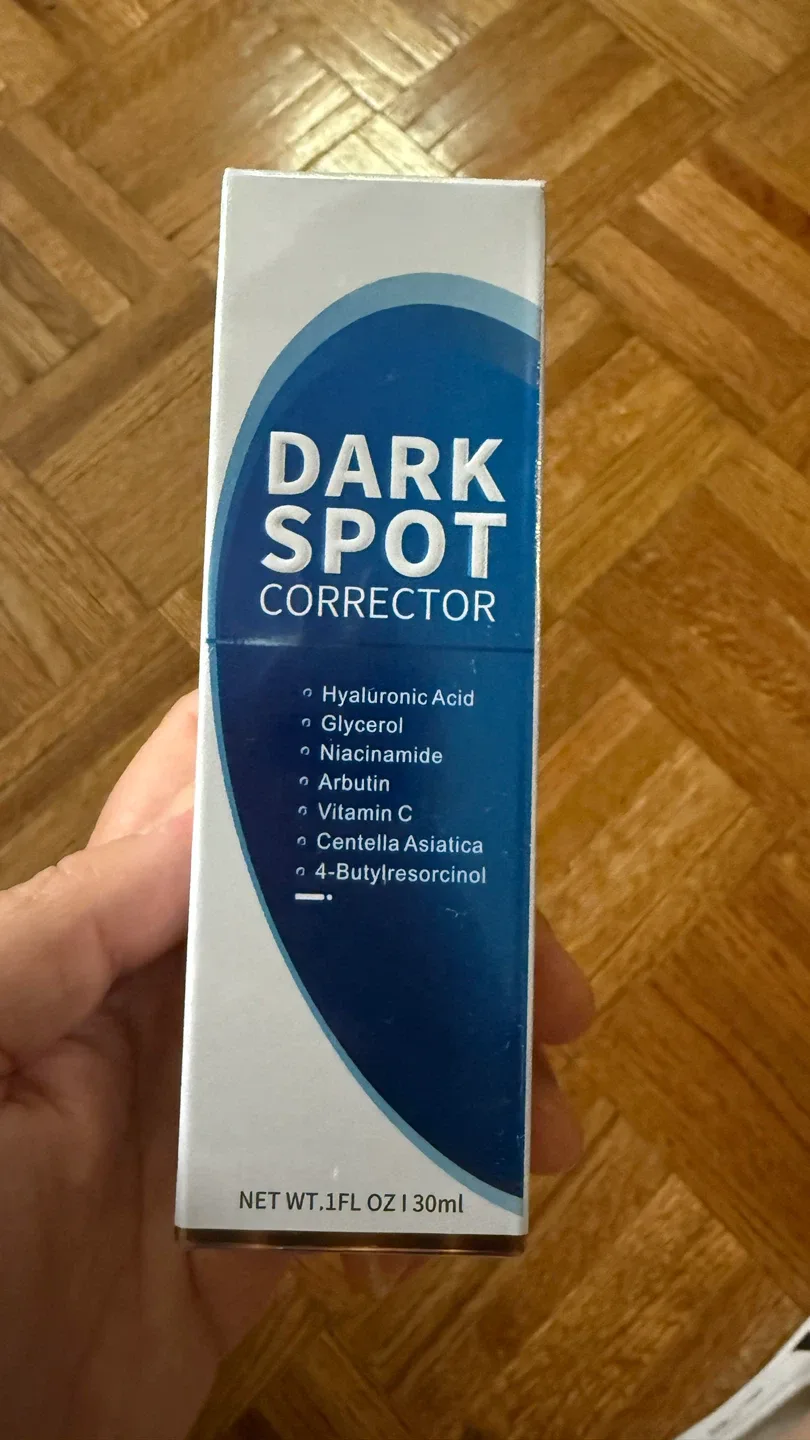 DARK
SPOT
CORRECTOR
Hyaluronic Acid
Glycerol
Niacinamide
Arbutin
Vitamin C
Centella Asiatica
4-Butylresorcinol
NET WT.1FL OZ I 30ml